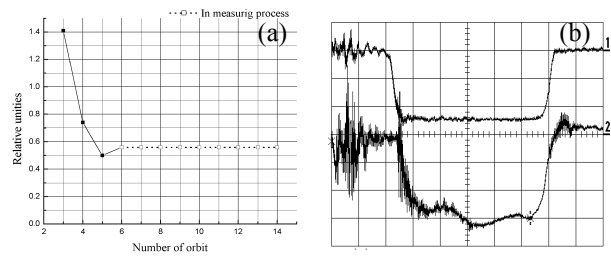 In measurig process
(a)
1.4
1.2
1.0
0.8
0.6
0.4
0.2
0.0
Relative unities
2 4 6 8 10 12 14
Number of orbit
(b)
1
2